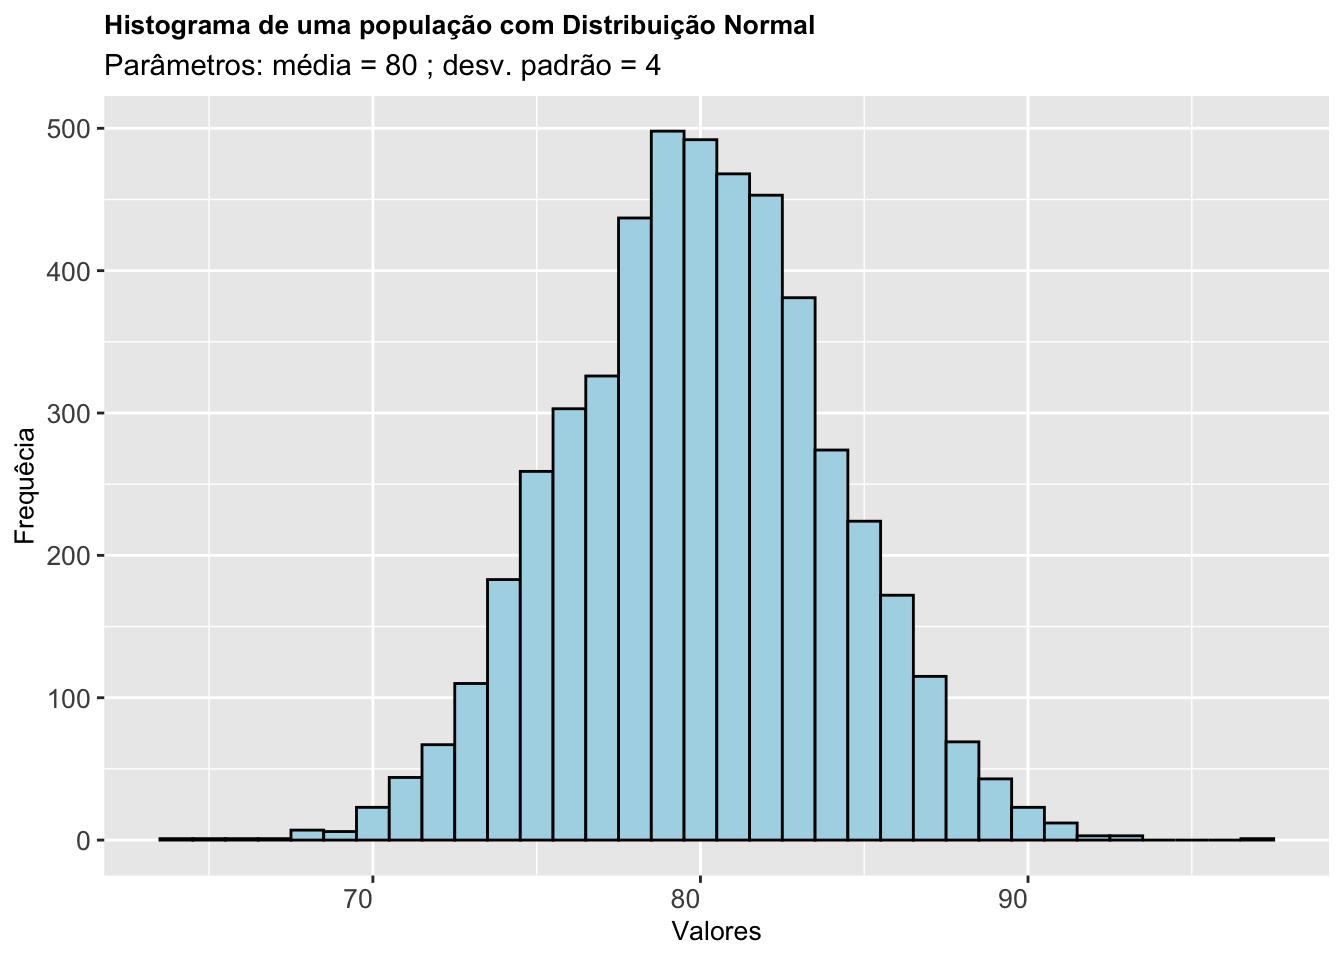 Histograma de uma população com Distribuição Normal
Parâmetros: média = 80 ; desv. padrão = 4
500
400
300
200
100
0
Frequêcia
70 80 90
Valores